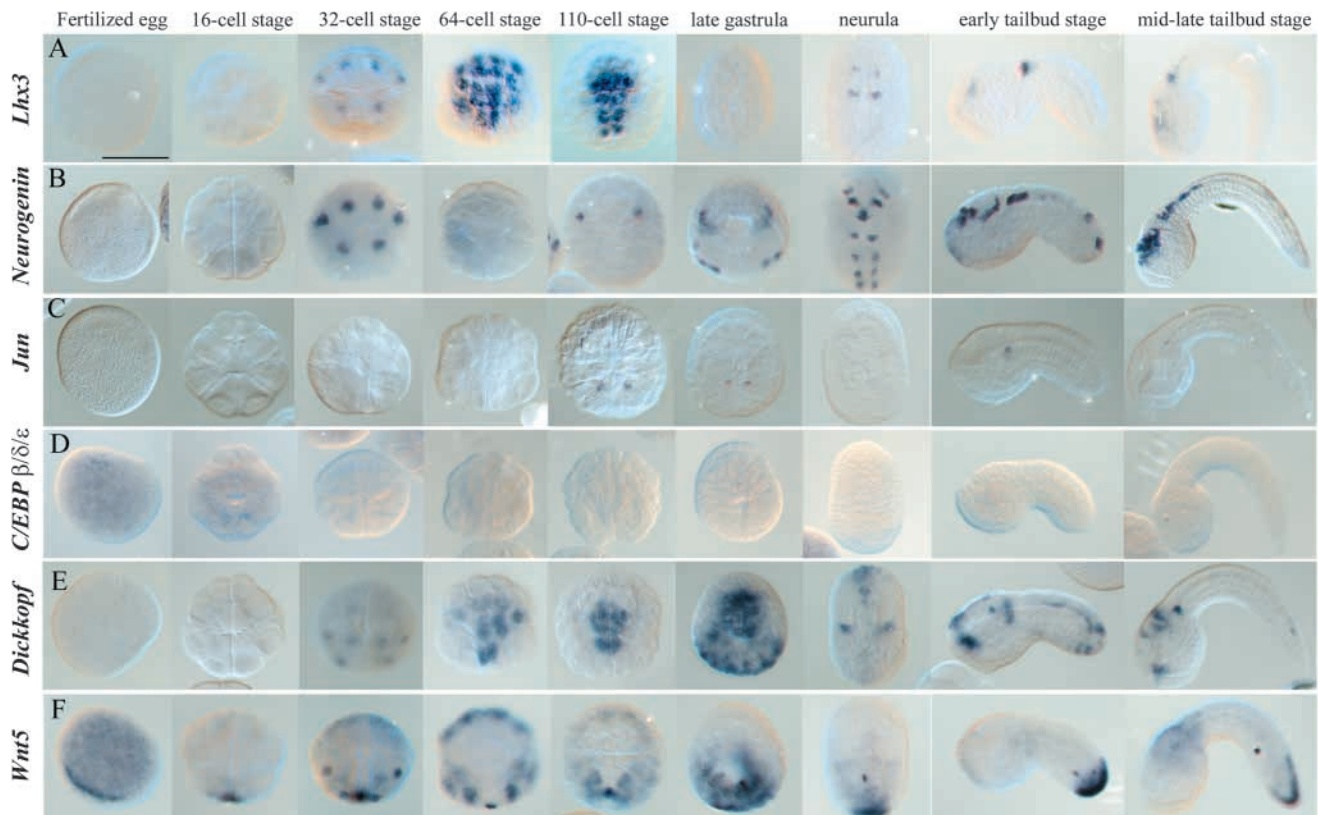 Fertilized egg 16-cell stage 32-cell stage 64-cell stage 110-cell stage late gastrula neurula early tailbud stage mid-late tailbud stage
A
Lhx3
B
Neurogenin
C
Jun
D
C/EBP β/δ/ε
E
Dickkopf
F
Wnt5